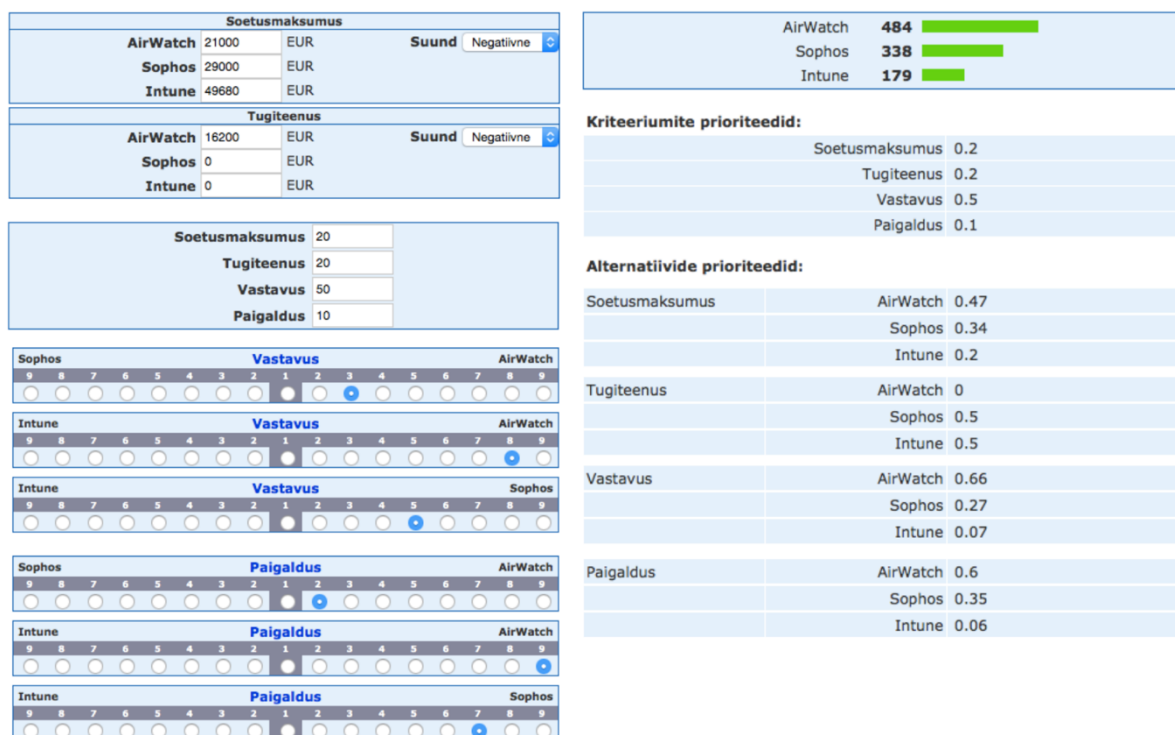 Soetusmaksumus
AirWatch 21000 EUR Suund Negatiivne
Sophos 29000 EUR
Intune 49680 EUR
Tugiteenus
AirWatch 16200 EUR Suund Negatiivne
Sophos 0 EUR
Intune 0 EUR
Soetusmaksumus 20
Tugiteenus 20
Vastavus 50
Paigaldus 10
Sophos Vastavus AirWatch
9 8 7 6 5 4 3 2 1 2 3 4 5 6 7 8 9
Intune Vastavus AirWatch
9 8 7 6 5 4 3 2 1 2 3 4 5 6 7 8 9
Intune Vastavus Sophos
9 8 7 6 5 4 3 2 1 2 3 4 5 6 7 8 9
Sophos Paigaldus AirWatch
9 8 7 6 5 4 3 2 1 2 3 4 5 6 7 8 9
Intune Paigaldus AirWatch
9 8 7 6 5 4 3 2 1 2 3 4 5 6 7 8 9
Intune Paigaldus Sophos
9 8 7 6 5 4 3 2 1 2 3 4 5 6 7 8 9
AirWatch 484
Sophos 338
Intune 179
Kriteeriumite prioriteedid:
Soetusmaksumus 0.2
Tugiteenus 0.2
Vastavus 0.5
Paigaldus 0.1
Alternatiivide prioriteedid:
Soetusmaksumus AirWatch 0.47
Sophos 0.34
Intune 0.2
Tugiteenus AirWatch 0
Sophos 0.5
Intune 0.5
Vastavus AirWatch 0.66
Sophos 0.27
Intune 0.07
Paigaldus AirWatch 0.6
Sophos 0.35
Intune 0.06